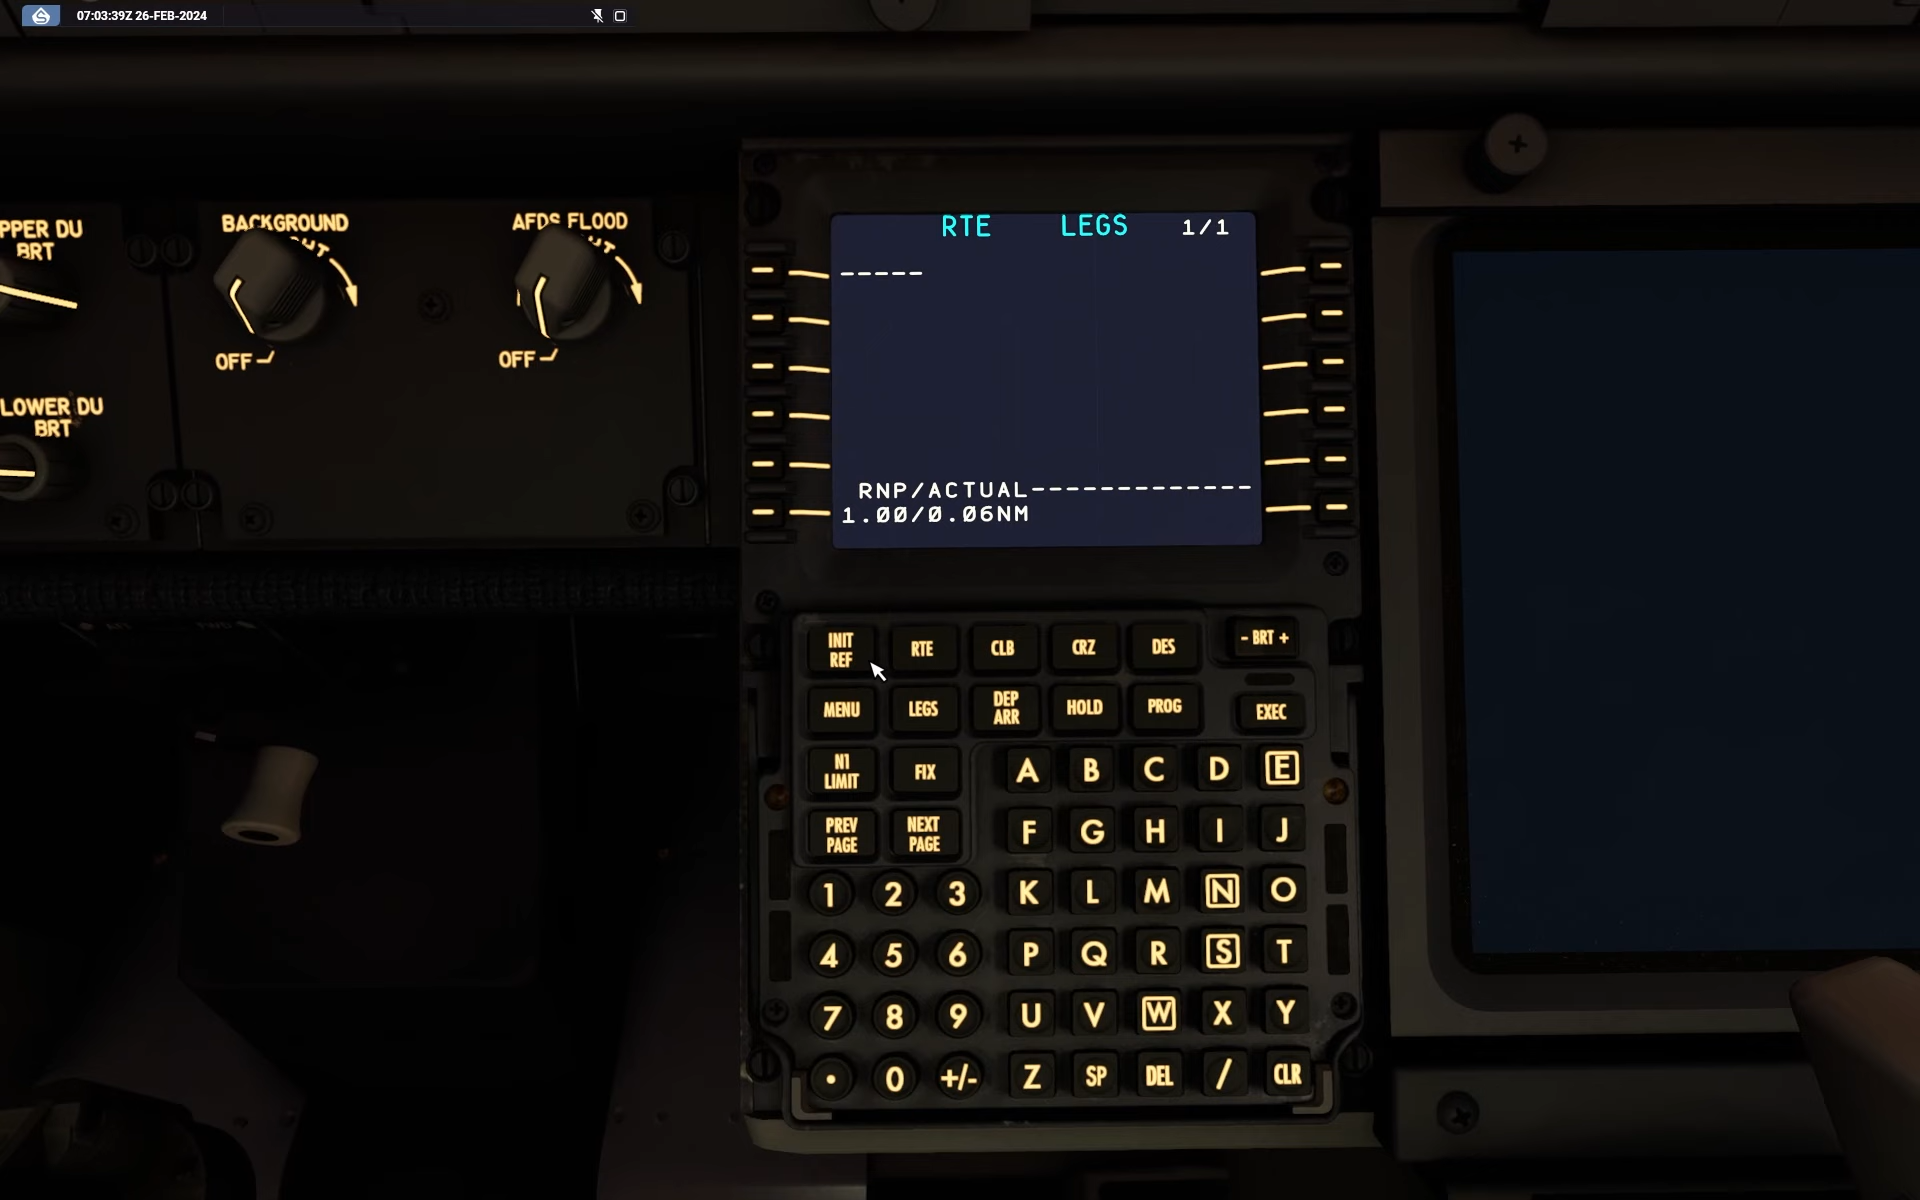 07:03:39Z 26-FEB-2024
BACKGROUND
OFF
AFDS FLOOD
OFF
LOWER DU
BRT
BRT
RTE LEGS 1/1
-----
RNP/ACTUAL-------------
1.00/0.06NM
INIT REF
RTE
CLB
CRZ
DES
- BRT +
MENU
LEGS
DEP ARR
HOLD
PROG
EXEC
N1 LIMIT
FIX
PREV PAGE
NEXT PAGE
A B C D E
F G H I J
1 2 3 K L M N O
4 5 6 P Q R S T
7 8 9 U V W X Y
. 0 +/- Z SP DEL / CLR